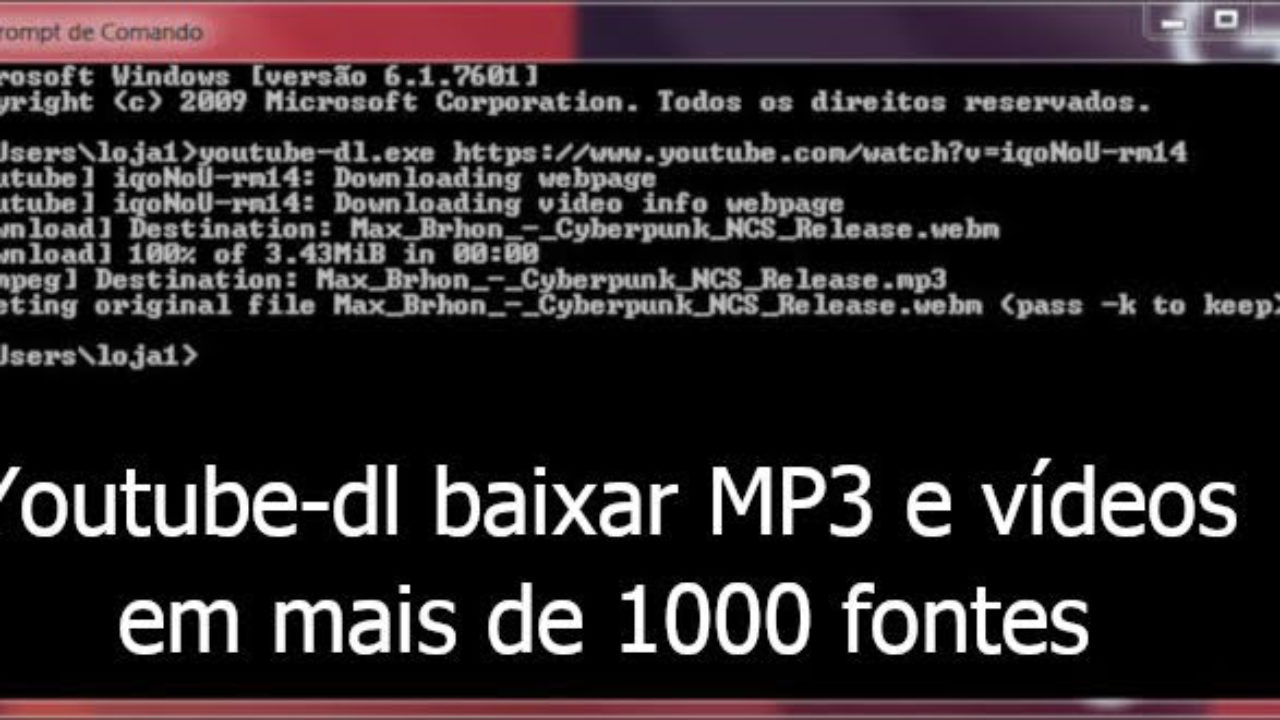 rompt de Comando
rosoft Windows [versão 6.1.7601]
yright (c) 2009 Microsoft Corporation. Todos os direitos reservados.
Users\loja1>youtube-dl.exe https://www.youtube.com/watch?v=iqoNoU-rm14
utube] iqoNoU-rm14: Downloading webpage
utube] iqoNoU-rm14: Downloading video info webpage
wnload] Destination: Max_Brhon_-_Cyberpunk_NCS_Release.webm
wnload] 100% of 3.43MiB in 00:00
mpeg] Destination: Max_Brhon_-_Cyberpunk_NCS_Release.mp3
eting original file Max_Brhon_-_Cyberpunk_NCS_Release.webm (pass -k to keep)
Users\loja1>
Youtube-dl baixar MP3 e vídeos
em mais de 1000 fontes